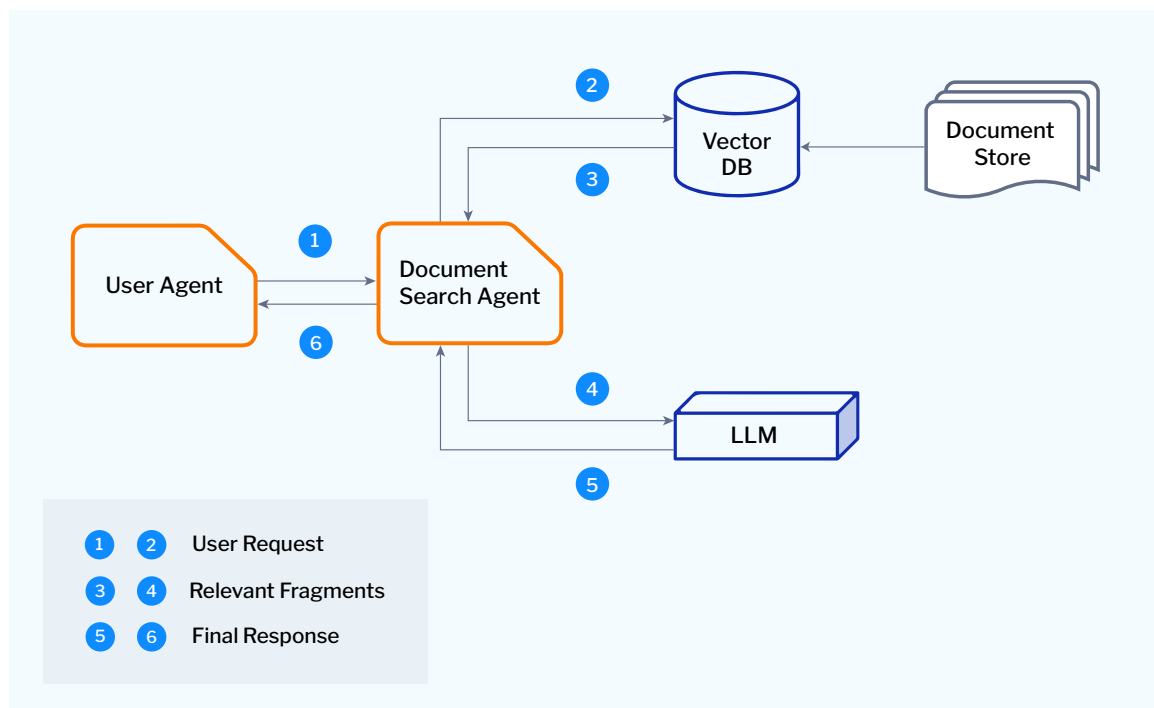 2
Vector
DB
Document
Store
3
1
User Agent
Document
Search Agent
6
4
LLM
5
1 2 User Request
3 4 Relevant Fragments
5 6 Final Response